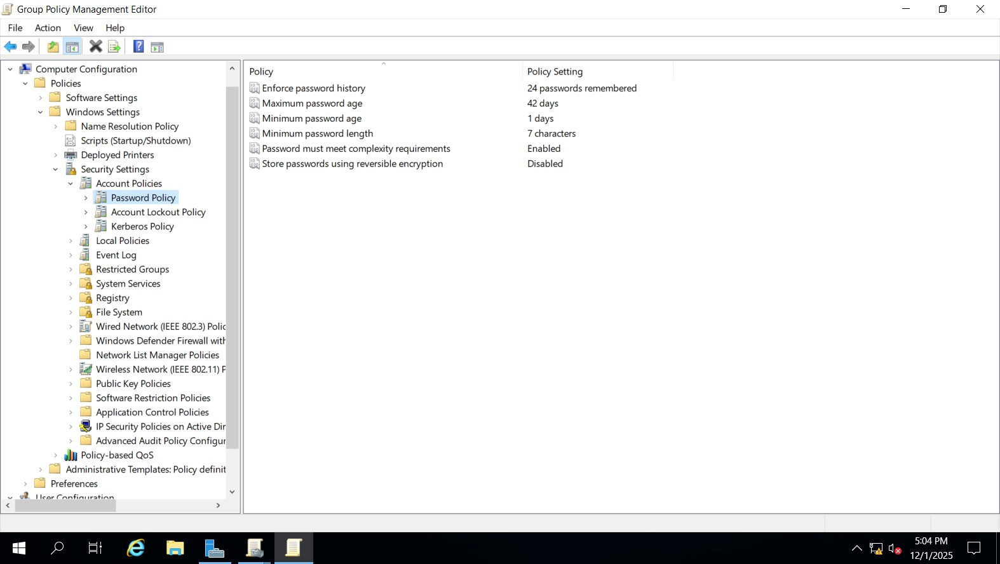 Group Policy Management Editor
File Action View Help
Computer Configuration
Policies
Software Settings
Windows Settings
Name Resolution Policy
Scripts (Startup/Shutdown)
Deployed Printers
Security Settings
Account Policies
Password Policy
Account Lockout Policy
Kerberos Policy
Local Policies
Event Log
Restricted Groups
System Services
Registry
File System
Wired Network (IEEE 802.3) Polic
Windows Defender Firewall with
Network List Manager Policies
Wireless Network (IEEE 802.11) P
Public Key Policies
Software Restriction Policies
Application Control Policies
IP Security Policies on Active Dir
Advanced Audit Policy Configur
Policy-based QoS
Administrative Templates: Policy definit
Preferences
User Configuration
Policy Policy Setting
Enforce password history 24 passwords remembered
Maximum password age 42 days
Minimum password age 1 days
Minimum password length 7 characters
Password must meet complexity requirements Enabled
Store passwords using reversible encryption Disabled
5:04 PM
12/1/2025